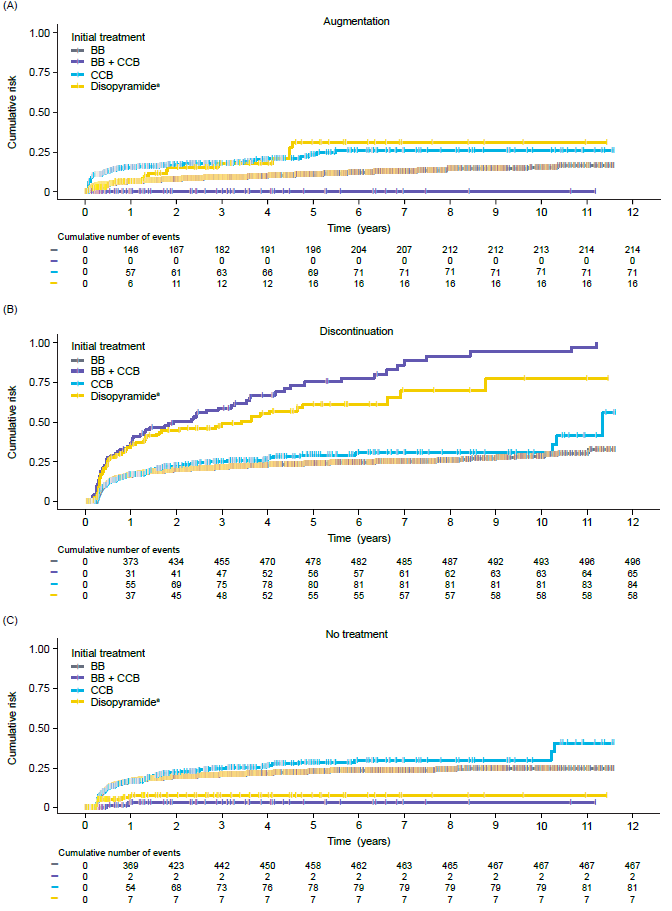 (A)
Augmentation
1.00
0.75
0.50
0.25
0
Cumulative risk
Initial treatment
BB
BB + CCB
CCB
Disopyramideª
0 1 2 3 4 5 6 7 8 9 10 11 12
Time (years)
Cumulative number of events
0 146 167 182 191 196 204 207 212 212 213 214 214
0 0 0 0 0 0 0 0 0 0 0 0 0
0 57 61 63 66 69 71 71 71 71 71 71 71
0 6 11 12 12 16 16 16 16 16 16 16 16
(B)
Discontinuation
1.00
0.75
0.50
0.25
0
Cumulative risk
Initial treatment
BB
BB + CCB
CCB
Disopyramideª
0 1 2 3 4 5 6 7 8 9 10 11 12
Time (years)
Cumulative number of events
0 373 434 455 470 478 482 485 487 492 493 496 496
0 31 41 47 52 56 57 61 62 63 63 64 65
0 55 69 75 78 80 81 81 81 81 81 83 84
0 37 45 48 52 55 55 57 57 58 58 58 58
(C)
No treatment
1.00
0.75
0.50
0.25
0
Cumulative risk
Initial treatment
BB
BB + CCB
CCB
Disopyramideª
0 1 2 3 4 5 6 7 8 9 10 11 12
Time (years)
Cumulative number of events
0 369 423 442 450 458 462 463 465 467 467 467 467
0 2 2 2 2 2 2 2 2 2 2 2 2
0 54 68 73 76 78 79 79 79 79 79 81 81
0 7 7 7 7 7 7 7 7 7 7 7 7